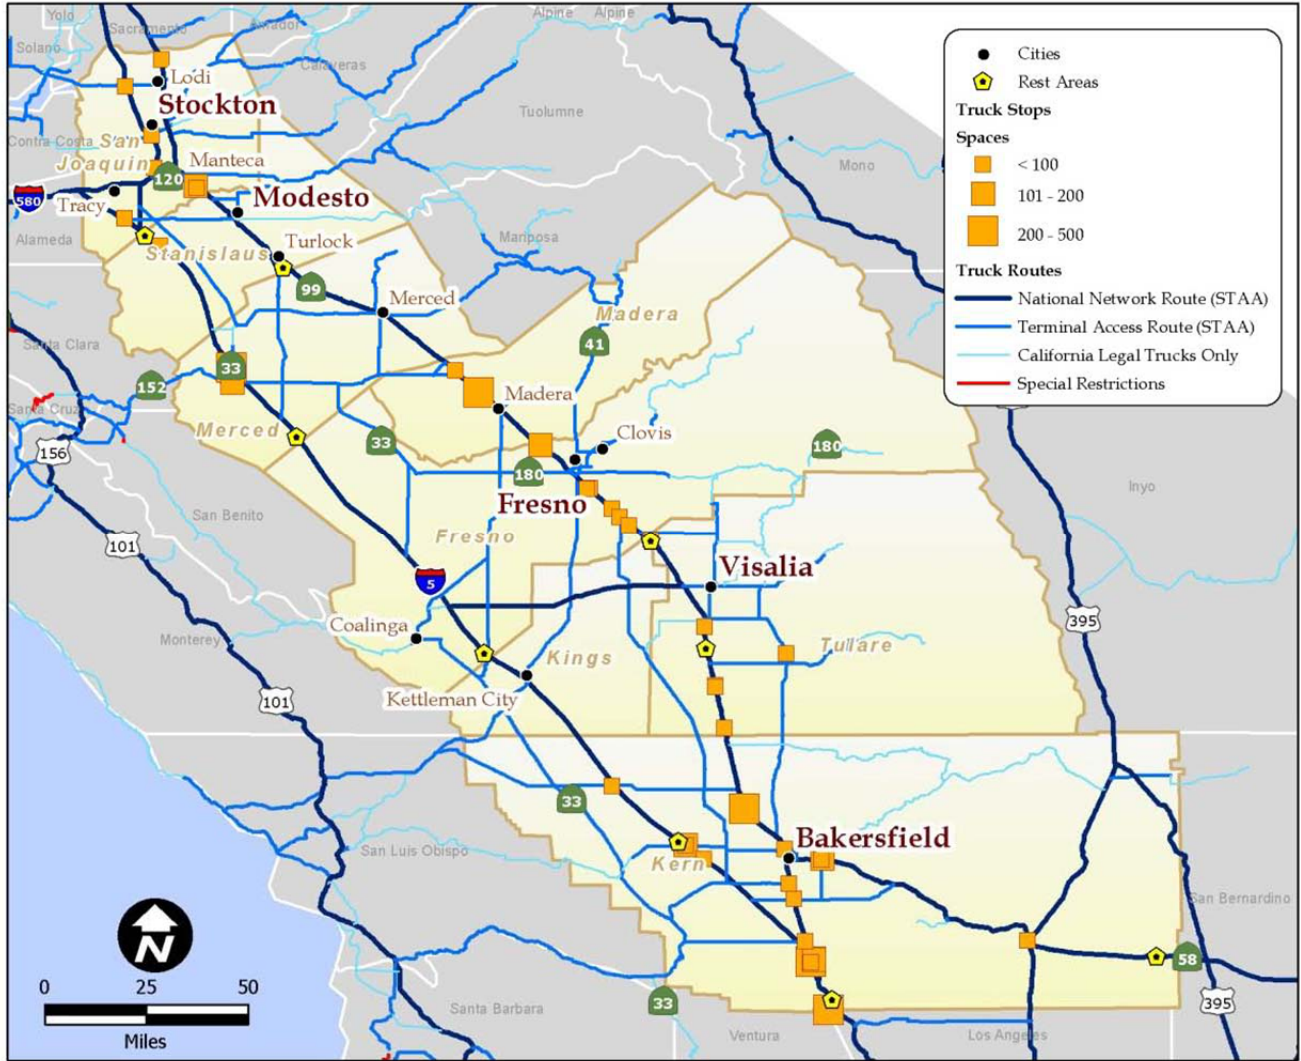 Yolo
Sacramento
Amador
Alpine
Alpine
Solano
Calaveras
Lodi
Stockton
Tuolumne
Contra Costa
San
Joaquin
Manteca
120
Mono
580
Tracy
Modesto
Alameda
Stanislaus
Turlock
Mariposa
99
Merced
Madera
41
Santa Clara
33
152
Madera
Santa Cruz
Merced
33
Clovis
180
156
180
Fresno
Inyo
San Benito
101
Fresno
5
Visalia
395
Coalinga
Monterey
Tulare
Kings
101
Kettleman City
33
Bakersfield
San Luis Obispo
Kern
San Bernardino
58
33
395
Santa Barbara
Ventura
Los Angeles
Cities
Rest Areas
Truck Stops
Spaces
< 100
101 - 200
200 - 500
Truck Routes
National Network Route (STAA)
Terminal Access Route (STAA)
California Legal Trucks Only
Special Restrictions
N
0 25 50
Miles